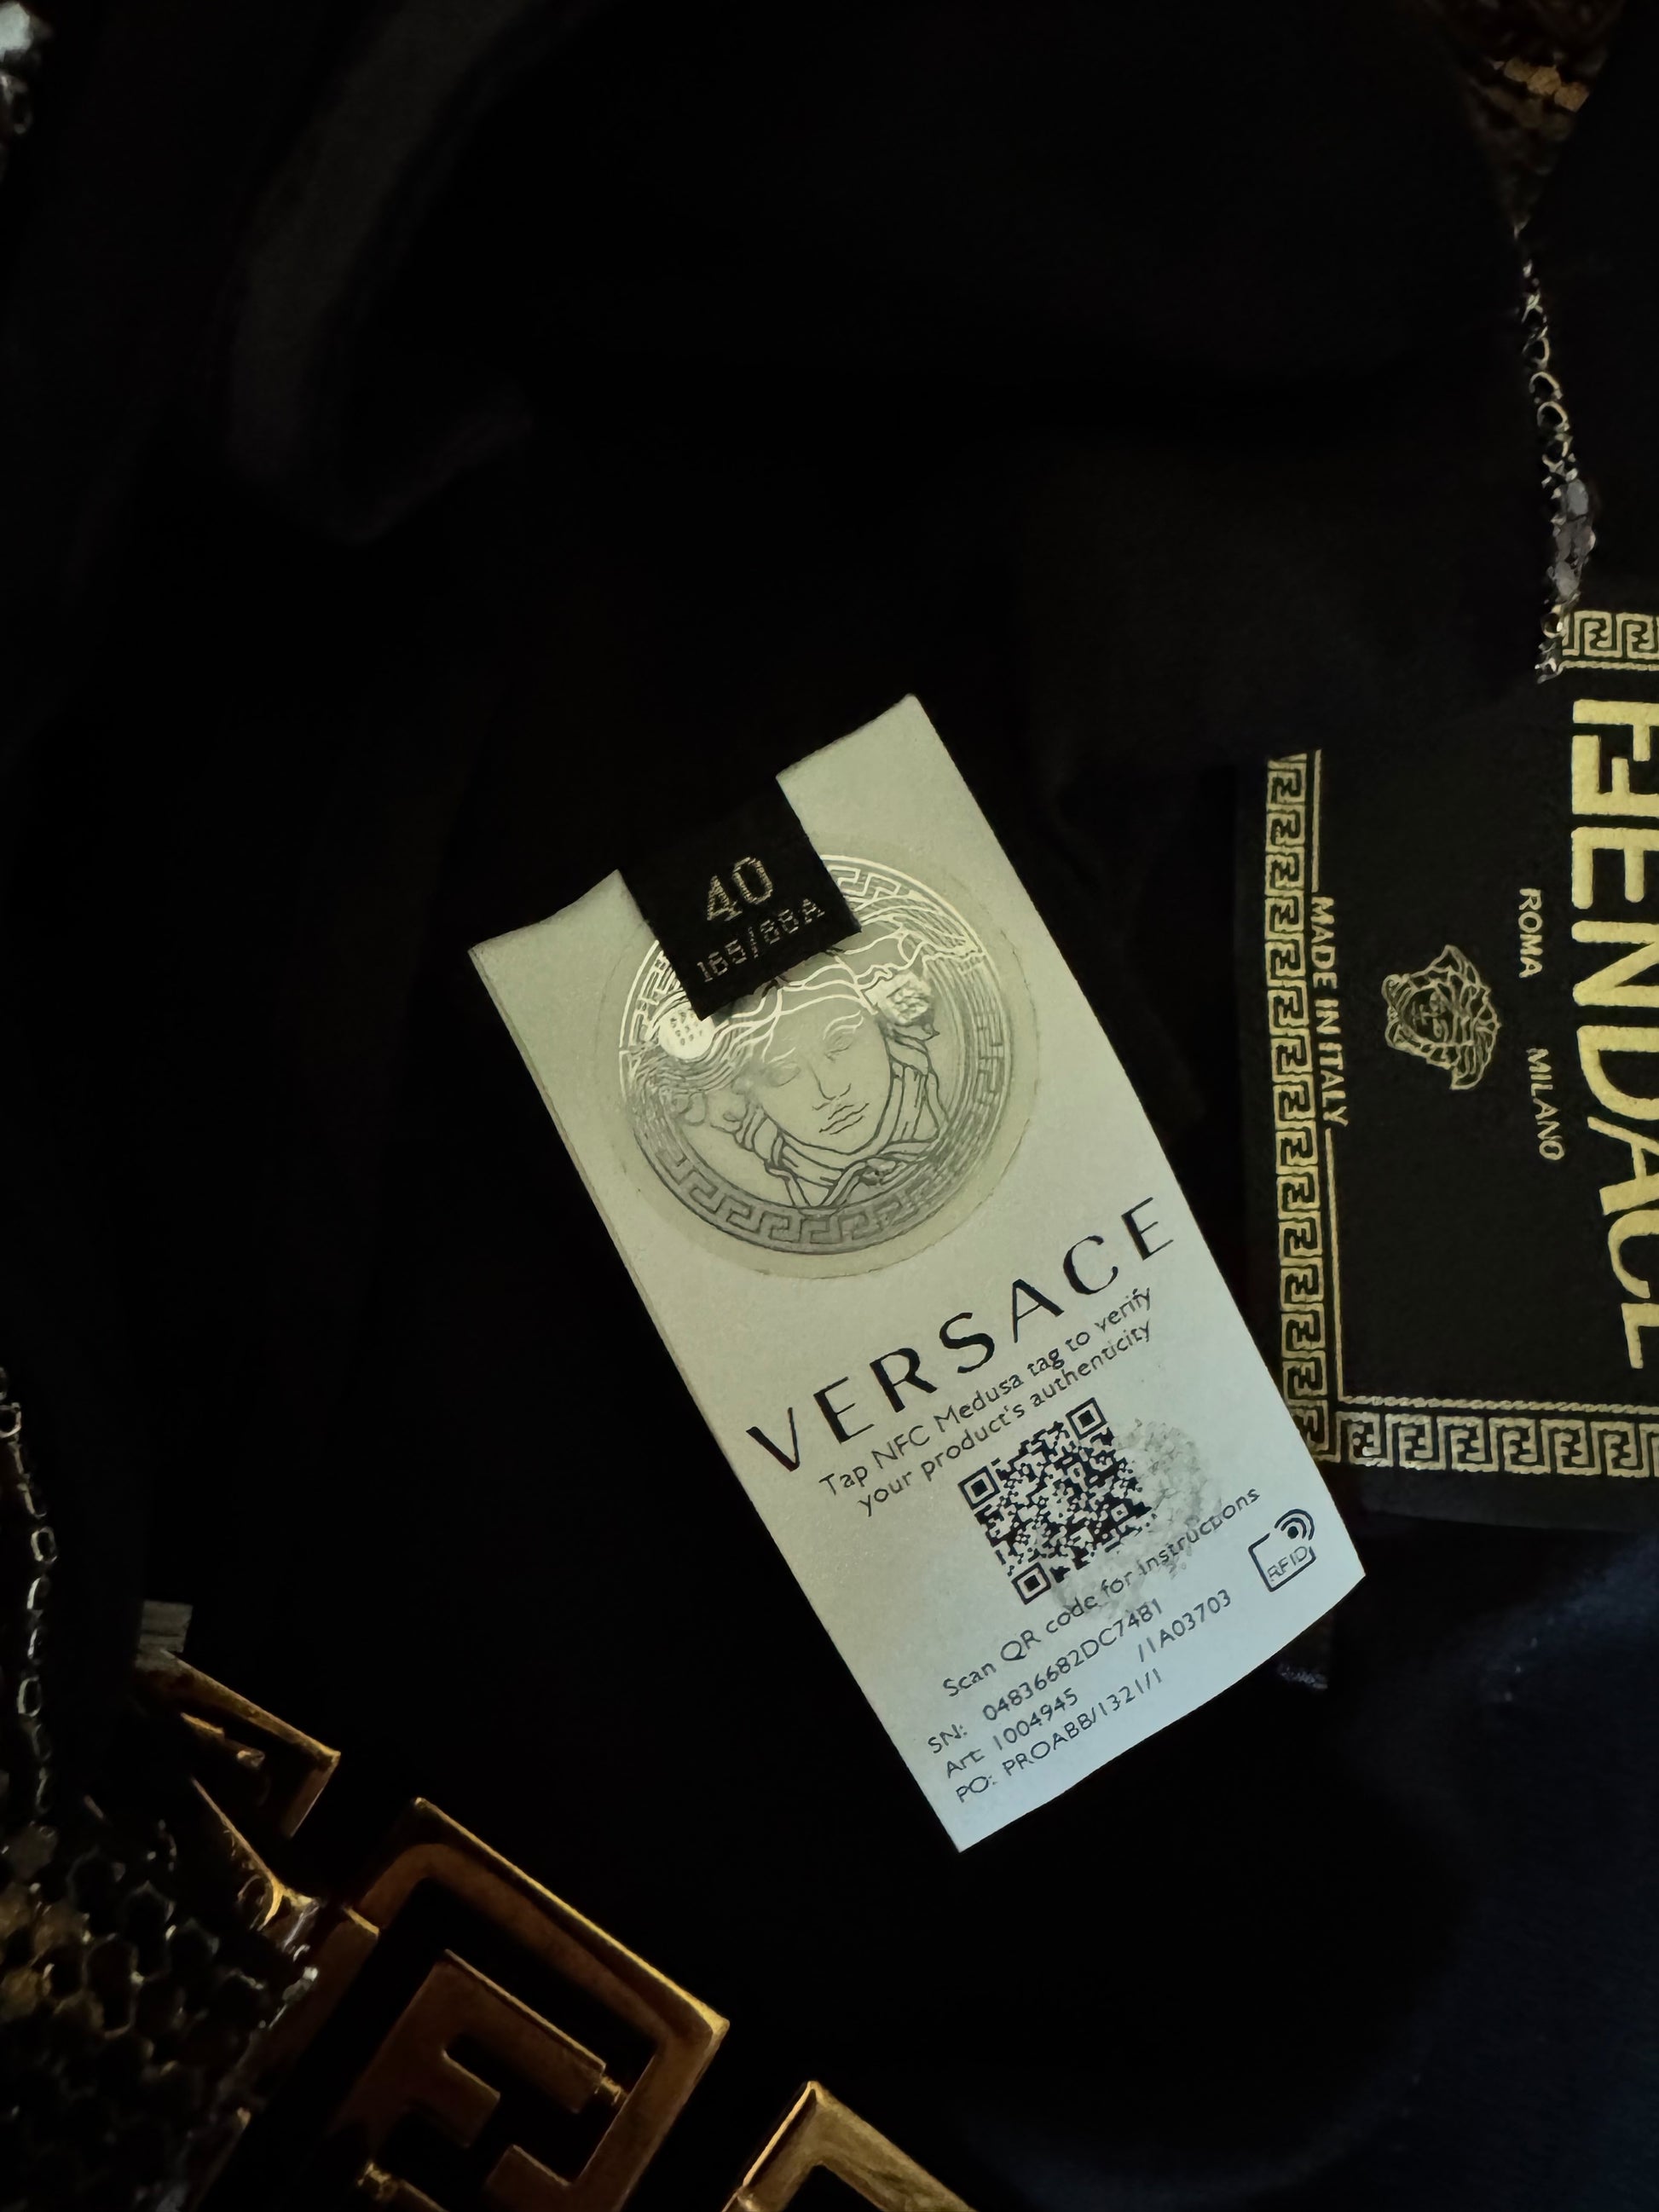 40
165/88A
VERSACE
Tap NFC Medusa tag to verify
your product's authenticity
Scan QR code for instructions
SN: 04836682DC7481
Art: 1004945 /1A03703
PO: PROABB/1321/1
RFID
FENDACE
ROMA MILANO
MADE IN ITALY